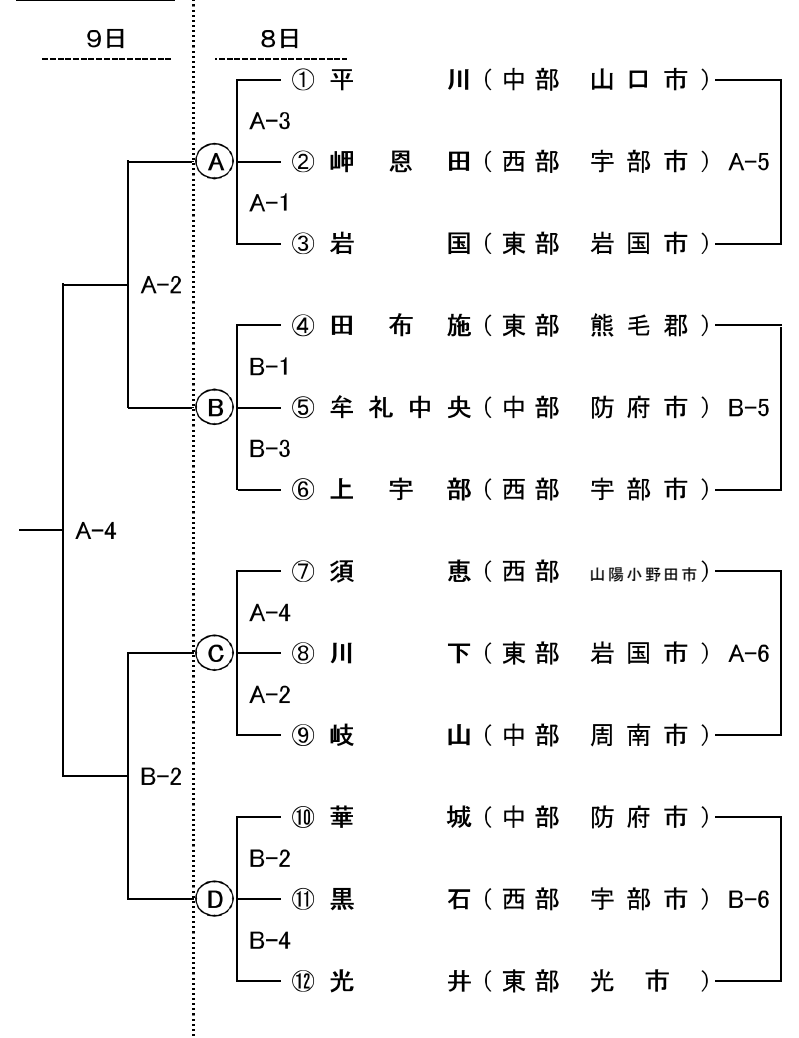 9日 8日
① 平川（中部 山口市）
A−3
A ② 岬恩田（西部 宇部市） A−5
A−1
③ 岩国（東部 岩国市）
A−2
④ 田布施（東部 熊毛郡）
B−1
B ⑤ 牟礼中央（中部 防府市） B−5
B−3
⑥ 上宇部（西部 宇部市）
A−4
⑦ 須恵（西部 山陽小野田市）
A−4
C ⑧ 川下（東部 岩国市） A−6
A−2
⑨ 岐山（中部 周南市）
B−2
⑩ 華城（中部 防府市）
B−2
D ⑪ 黒石（西部 宇部市） B−6
B−4
⑫ 光井（東部 光市）